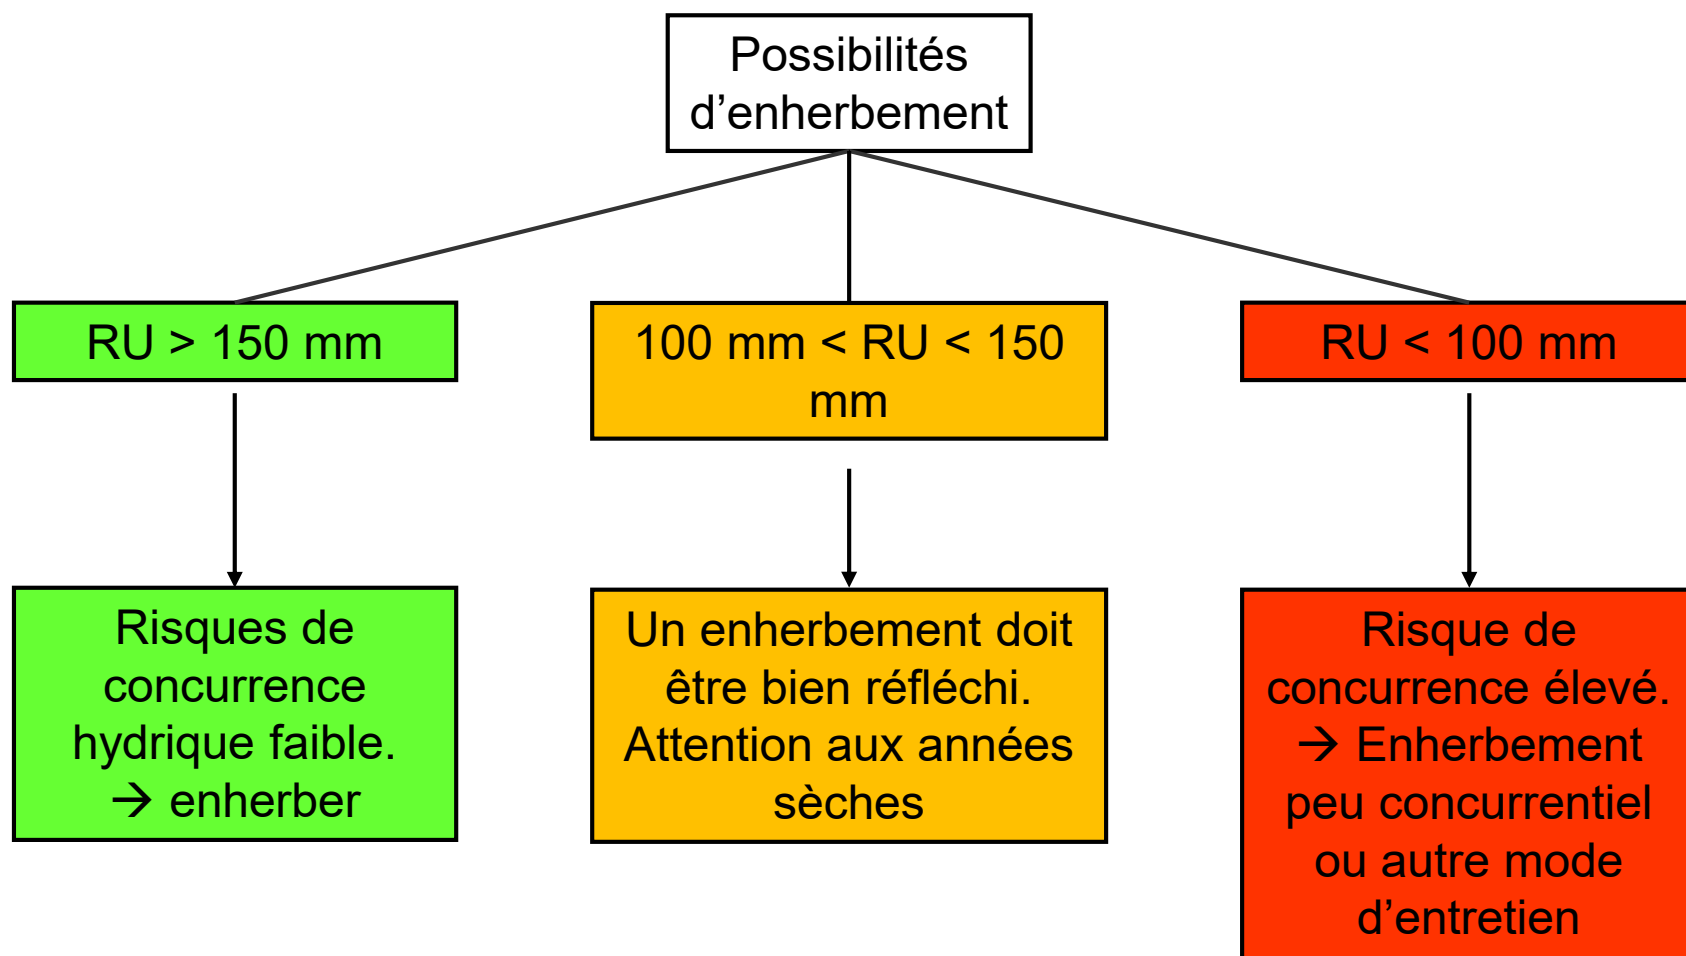 Possibilités
d’enherbement
RU > 150 mm
100 mm < RU < 150
mm
RU < 100 mm
Risques de
concurrence
hydrique faible.
→ enherber
Un enherbement doit
être bien réfléchi.
Attention aux années
sèches
Risque de
concurrence élevé.
→ Enherbement
peu concurrentiel
ou autre mode
d’entretien